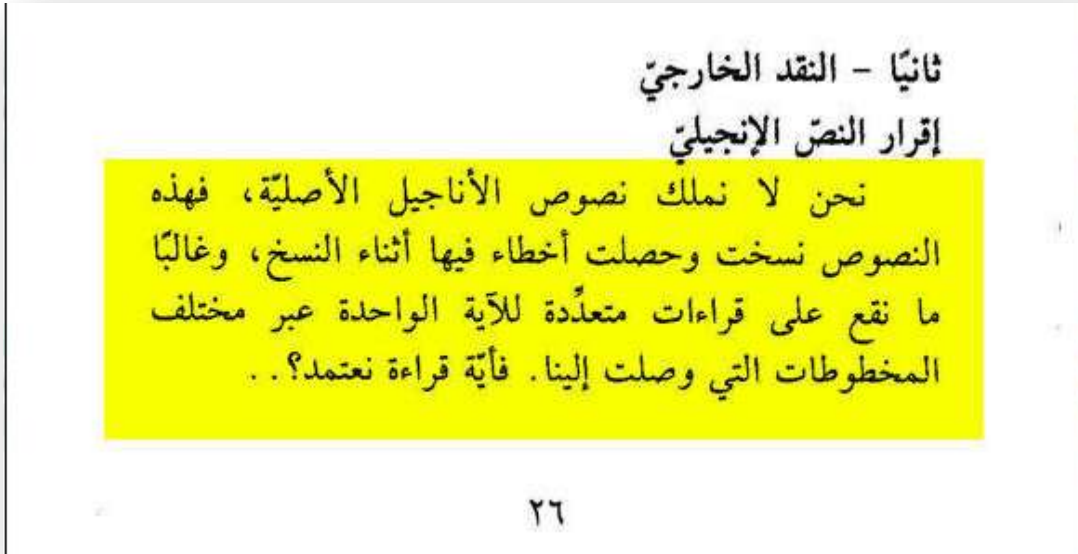 ثانيًا - النقد الخارجيّ
إقرار النصّ الإنجيليّ
نحن لا نملك نصوص الأناجيل الأصليّة، فهذه
النصوص نسخت وحصلت أخطاء فيها أثناء النسخ، وغالبًا
ما نقع على قراءات متعدِّدة للآية الواحدة عبر مختلف
المخطوطات التي وصلت إلينا. فأيّة قراءة نعتمد؟..
٢٦